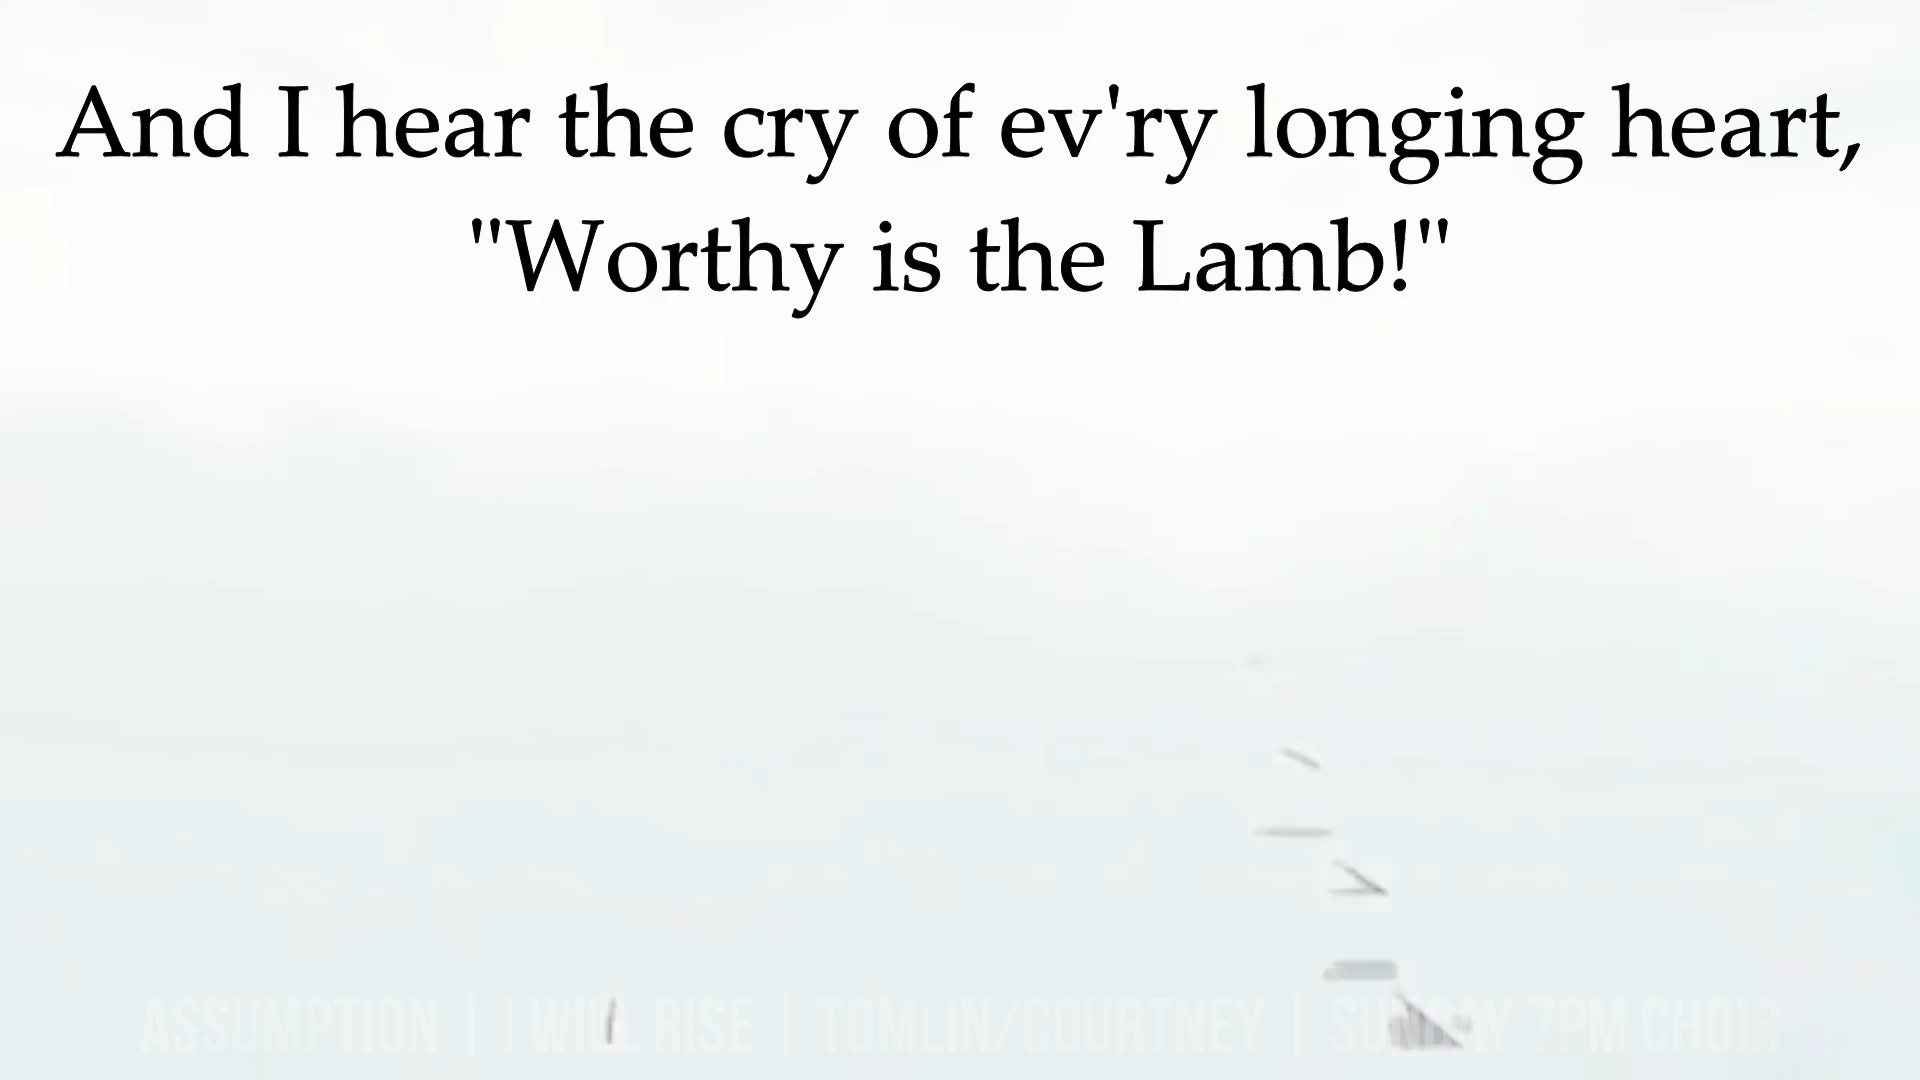 And I hear the cry of ev'ry longing heart,
"Worthy is the Lamb!"
ASSUMPTION | I WILL RISE | TOMLIN/COURTNEY | SUNDAY 7PM CHOIR